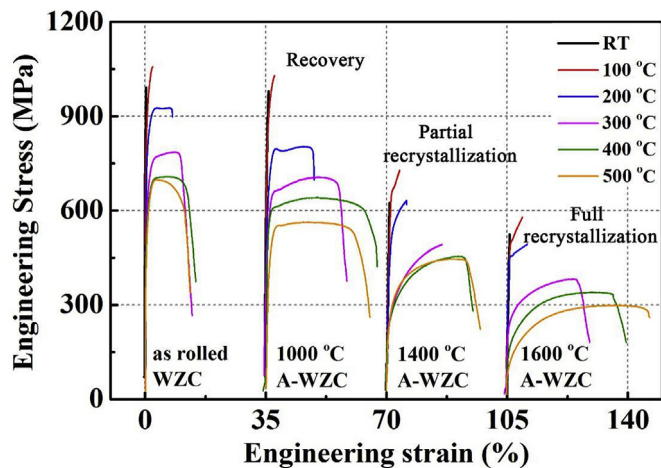 1200
900
600
300
0
Engineering Stress (MPa)
Recovery
Partial
recrystallization
Full
recrystallization
RT
100 °C
200 °C
300 °C
400 °C
500 °C
as rolled
WZC
1000 °C
A-WZC
1400 °C
A-WZC
1600 °C
A-WZC
0 35 70 105 140
Engineering strain (%)